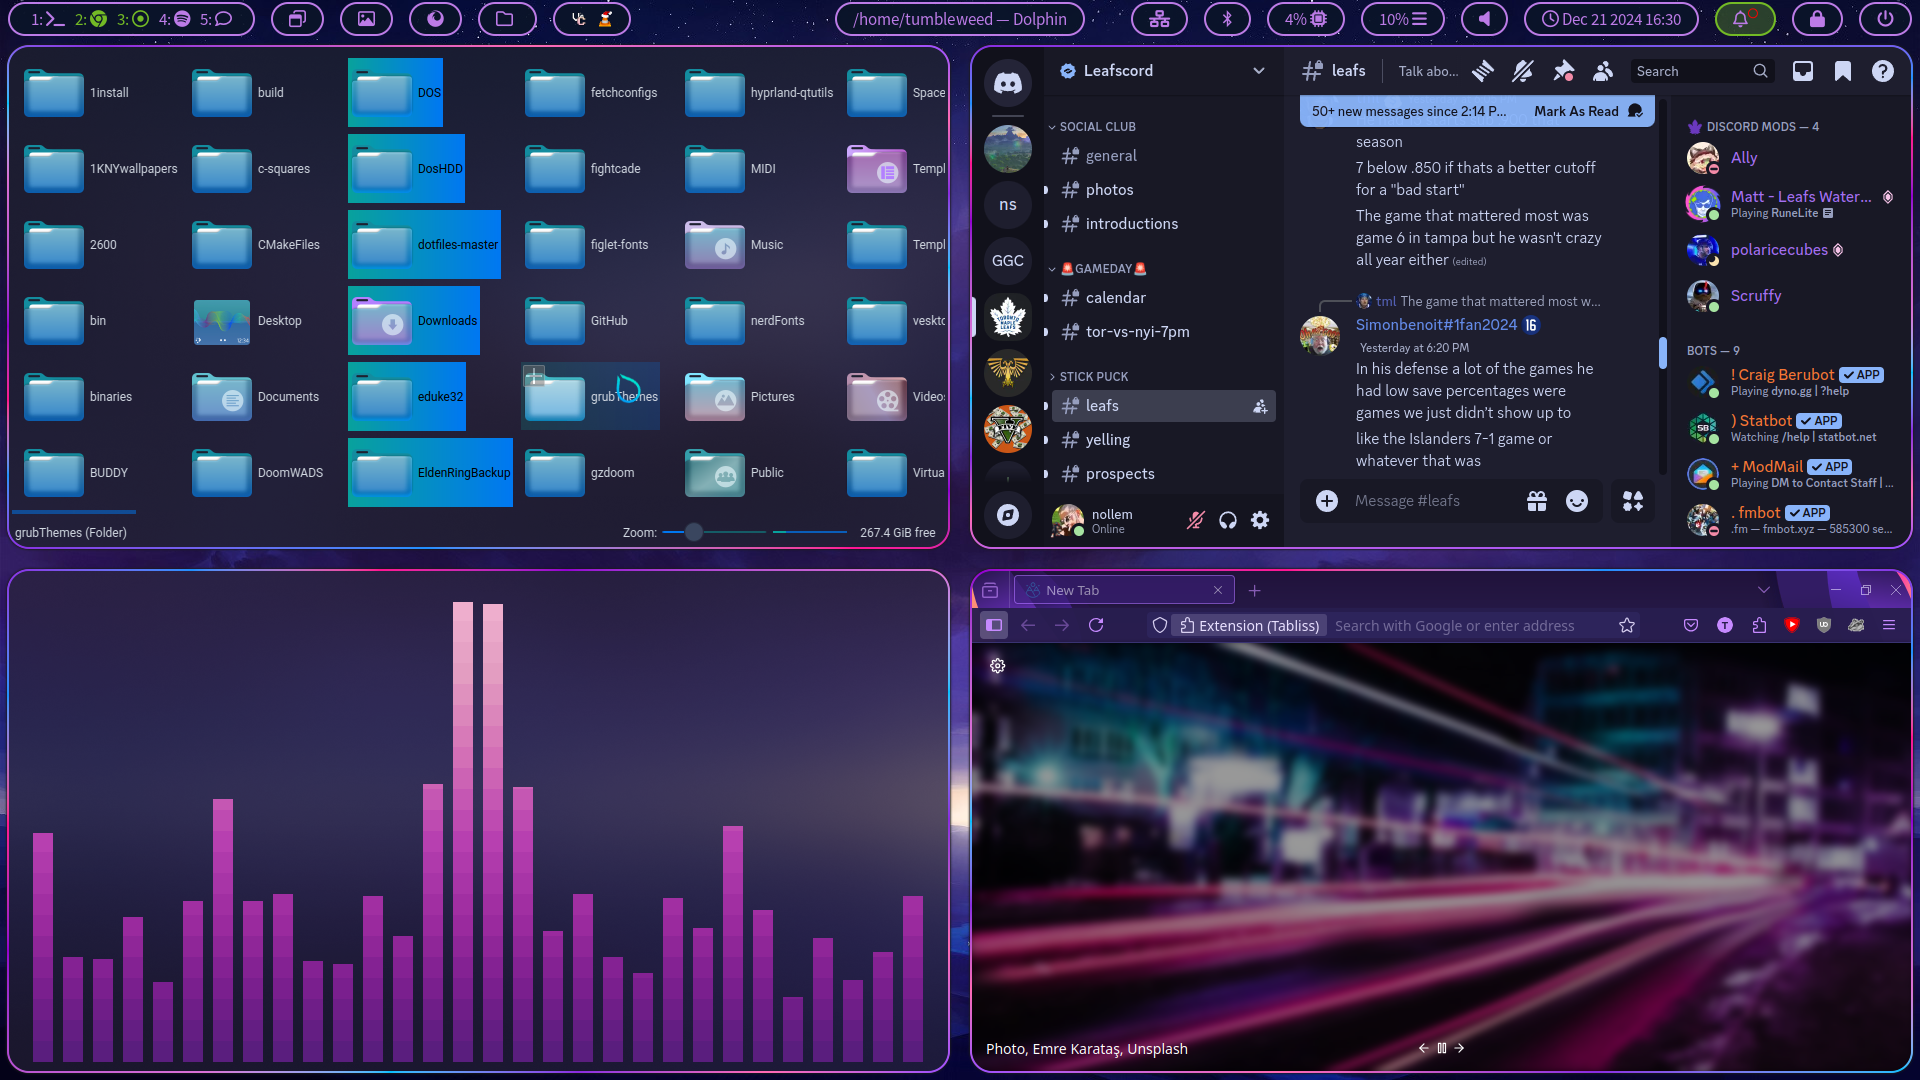 1: 2: 3: 4: 5:
/home/tumbleweed — Dolphin
4%
10%
Dec 21 2024 16:30
1install
build
DOS
fetchconfigs
hyprland-qtutils
Space
1KNYwallpapers
c-squares
DosHDD
fightcade
MIDI
Templ
2600
CMakeFiles
dotfiles-master
figlet-fonts
Music
Templ
bin
Desktop
Downloads
GitHub
nerdFonts
veskto
binaries
Documents
eduke32
grubThemes
Pictures
Videos
BUDDY
DoomWADS
EldenRingBackup
gzdoom
Public
Virtua
grubThemes (Folder)
Zoom:
267.4 GiB free
ns
GGC
TORONTO MAPLE LEAFS
Leafscord
SOCIAL CLUB
general
photos
introductions
GAMEDAY
calendar
tor-vs-nyi-7pm
STICK PUCK
leafs
yelling
prospects
nollem
Online
leafs
Talk abo...
Search
50+ new messages since 2:14 P...
Mark As Read
season
7 below .850 if thats a better cutoff
for a "bad start"
The game that mattered most was
game 6 in tampa but he wasn't crazy
all year either (edited)
tml The game that mattered most w...
Simonbenoit#1fan2024 16
Yesterday at 6:20 PM
In his defense a lot of the games he
had low save percentages were
games we just didn't show up to
like the Islanders 7-1 game or
whatever that was
Message #leafs
DISCORD MODS — 4
Ally
Matt - Leafs Water...
Playing RuneLite
polaricecubes
Scruffy
BOTS — 9
! Craig Berubot APP
Playing dyno.gg | ?help
) Statbot APP
Watching /help | statbot.net
SB
+ ModMail APP
Playing DM to Contact Staff | ...
. fmbot APP
.fm — fmbot.xyz — 585300 se...
New Tab
Extension (Tabliss)
Search with Google or enter address
T
Photo, Emre Karataş, Unsplash